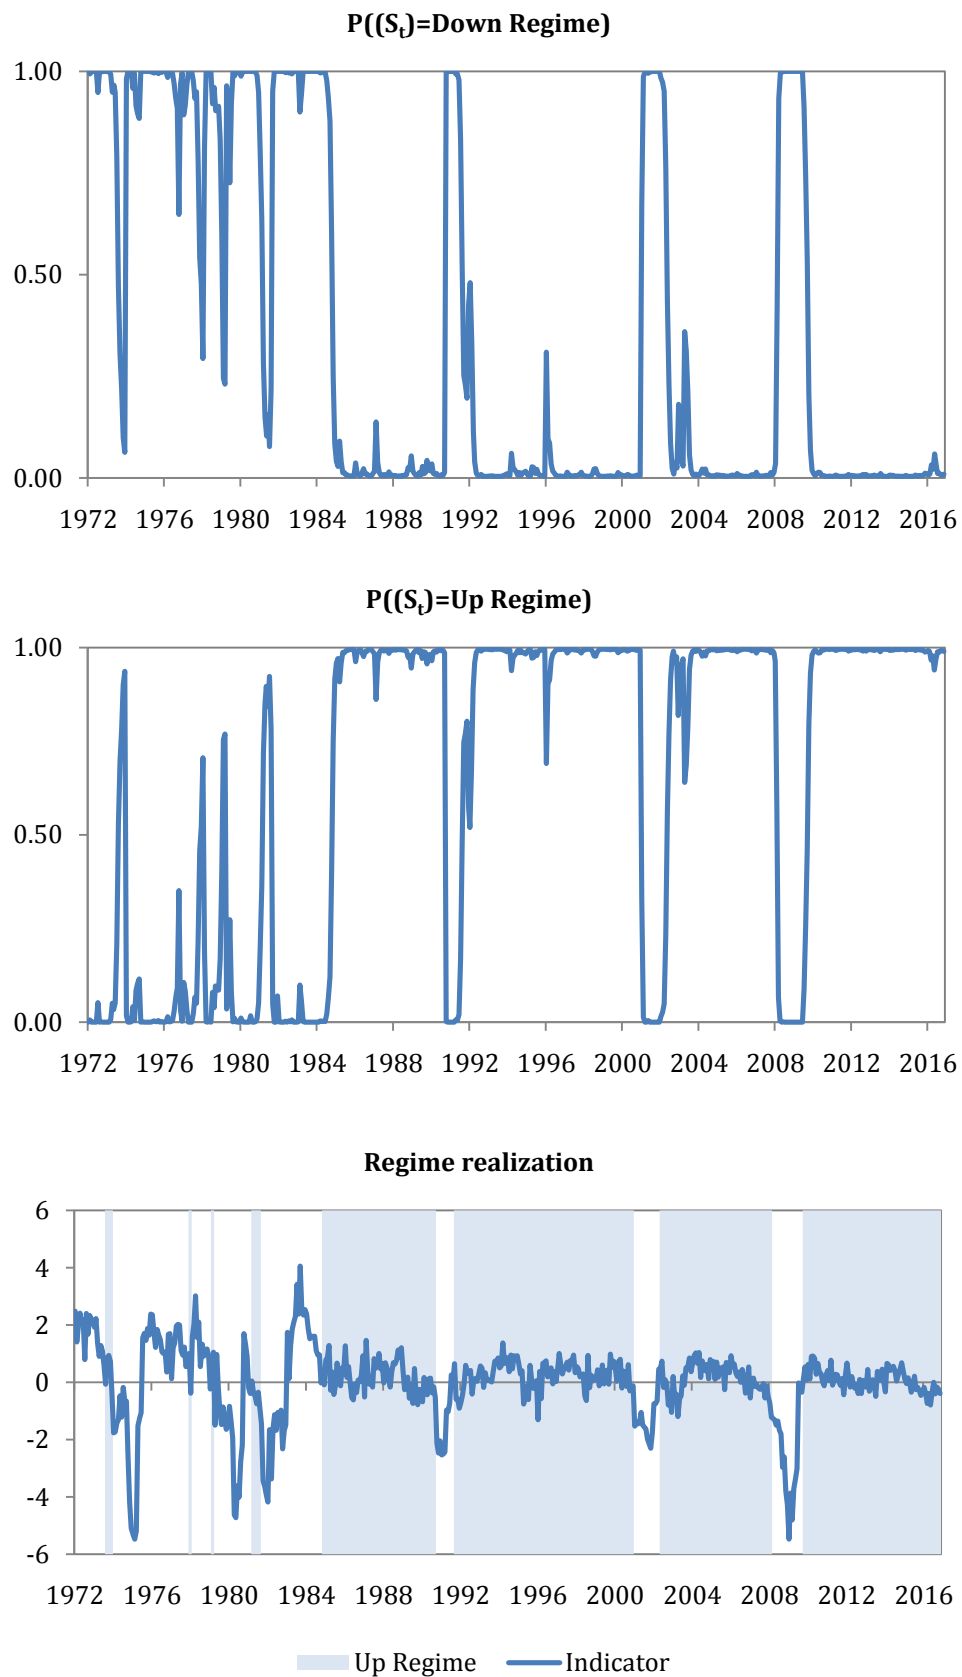 P((Sₜ)=Down Regime)
1.00
0.50
0.00
1972 1976 1980 1984 1988 1992 1996 2000 2004 2008 2012 2016
P((Sₜ)=Up Regime)
1.00
0.50
0.00
1972 1976 1980 1984 1988 1992 1996 2000 2004 2008 2012 2016
Regime realization
6
4
2
0
-2
-4
-6
1972 1976 1980 1984 1988 1992 1996 2000 2004 2008 2012 2016
Up Regime Indicator